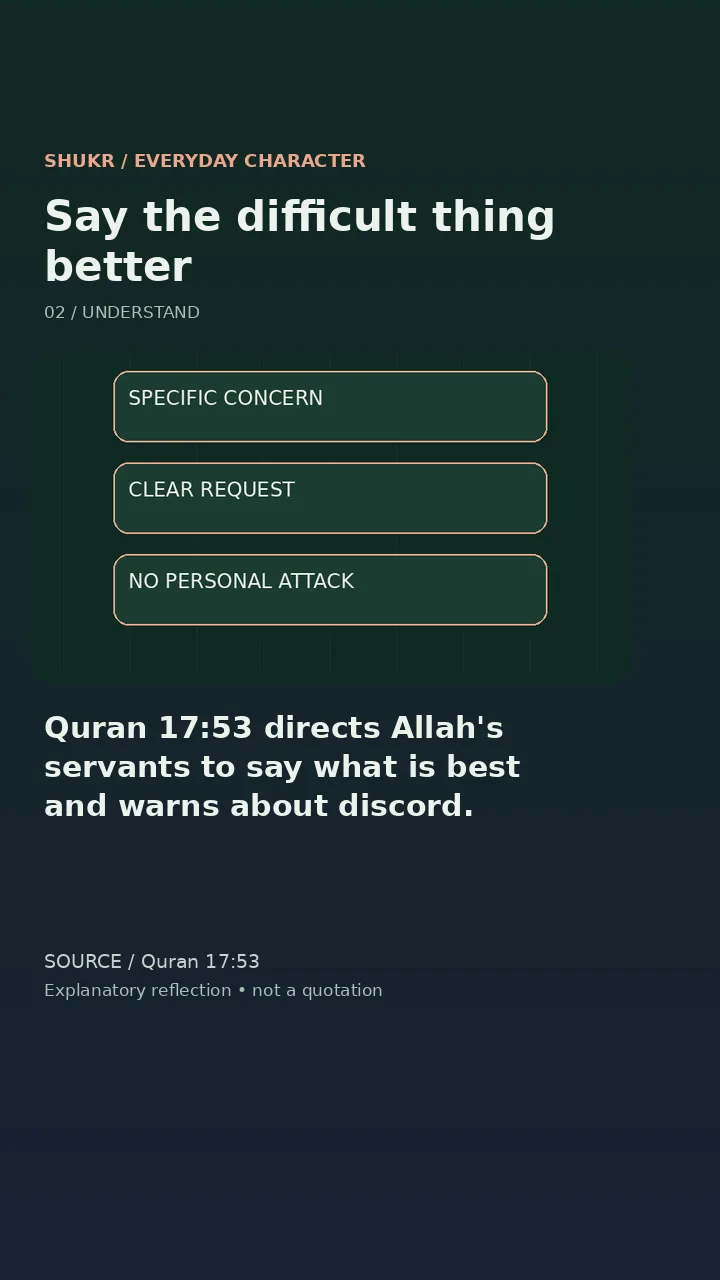 SHUKR / EVERYDAY CHARACTER
Say the difficult thing
better
02 / UNDERSTAND
SPECIFIC CONCERN
CLEAR REQUEST
NO PERSONAL ATTACK
Quran 17:53 directs Allah's
servants to say what is best
and warns about discord.
SOURCE / Quran 17:53
Explanatory reflection • not a quotation